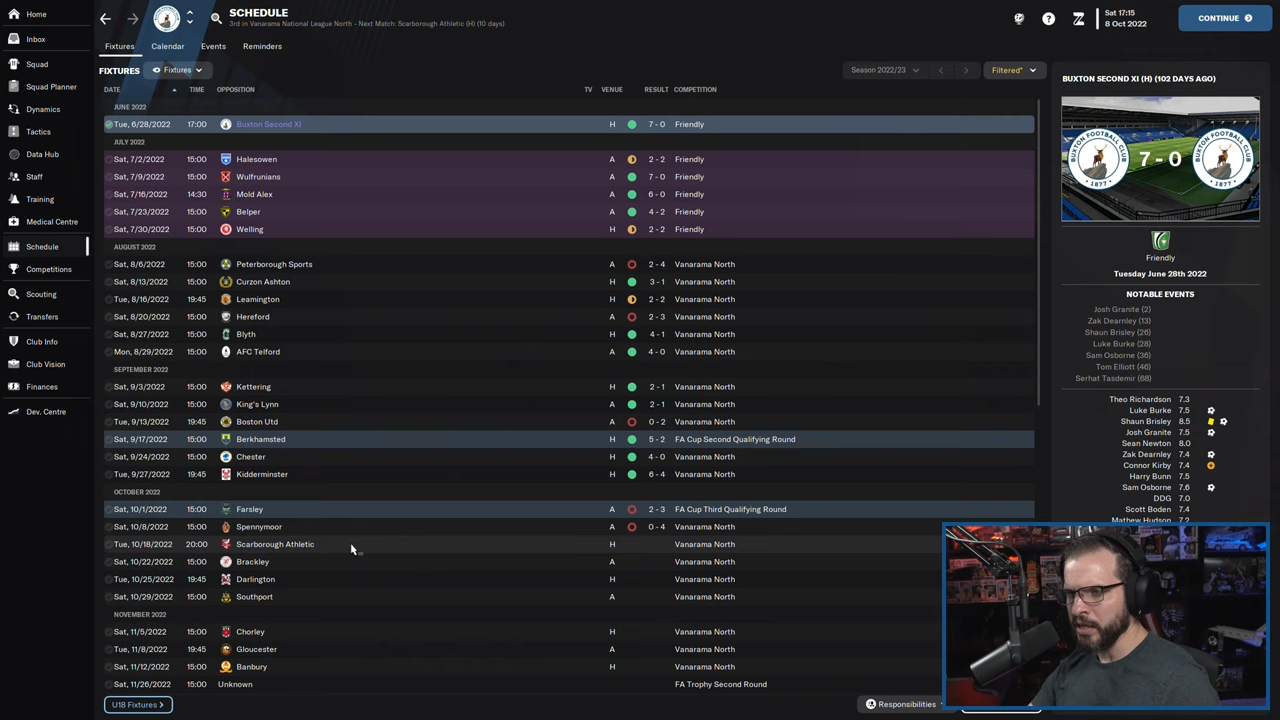 Home
Inbox
Squad
Squad Planner
Dynamics
Tactics
Data Hub
Staff
Training
Medical Centre
Schedule
Competitions
Scouting
Transfers
Club Info
Club Vision
Finances
Dev. Centre
SCHEDULE
3rd in Vanarama National League North - Next Match: Scarborough Athletic (H) (10 days)
Sat 17:15
8 Oct 2022
CONTINUE
Fixtures Calendar Events Reminders
FIXTURES Fixtures Season 2022/23 Filtered*
DATE TIME OPPOSITION TV VENUE RESULT COMPETITION
JUNE 2022
Tue, 6/28/2022 17:00 Buxton Second XI H 7 - 0 Friendly
JULY 2022
Sat, 7/2/2022 15:00 Halesowen A 2 - 2 Friendly
Sat, 7/9/2022 15:00 Wulfrunians A 7 - 0 Friendly
Sat, 7/16/2022 14:30 Mold Alex A 6 - 0 Friendly
Sat, 7/23/2022 15:00 Belper A 4 - 2 Friendly
Sat, 7/30/2022 15:00 Welling A 2 - 2 Friendly
AUGUST 2022
Sat, 8/6/2022 15:00 Peterborough Sports A 2 - 4 Vanarama North
Sat, 8/13/2022 15:00 Curzon Ashton H 3 - 1 Vanarama North
Tue, 8/16/2022 19:45 Leamington H 2 - 2 Vanarama North
Sat, 8/20/2022 15:00 Hereford A 2 - 3 Vanarama North
Sat, 8/27/2022 15:00 Blyth H 4 - 1 Vanarama North
Mon, 8/29/2022 15:00 AFC Telford A 4 - 0 Vanarama North
SEPTEMBER 2022
Sat, 9/3/2022 15:00 Kettering H 2 - 1 Vanarama North
Sat, 9/10/2022 15:00 King's Lynn A 2 - 1 Vanarama North
Tue, 9/13/2022 19:45 Boston Utd A 0 - 2 Vanarama North
Sat, 9/17/2022 15:00 Berkhamsted H 5 - 2 FA Cup Second Qualifying Round
Sat, 9/24/2022 15:00 Chester H 4 - 0 Vanarama North
Tue, 9/27/2022 19:45 Kidderminster H 6 - 4 Vanarama North
OCTOBER 2022
Sat, 10/1/2022 15:00 Farsley A 2 - 3 FA Cup Third Qualifying Round
Sat, 10/8/2022 15:00 Spennymoor A 0 - 4 Vanarama North
Tue, 10/18/2022 20:00 Scarborough Athletic H Vanarama North
Sat, 10/22/2022 15:00 Brackley A Vanarama North
Tue, 10/25/2022 19:45 Darlington H Vanarama North
Sat, 10/29/2022 15:00 Southport A Vanarama North
NOVEMBER 2022
Sat, 11/5/2022 15:00 Chorley H Vanarama North
Tue, 11/8/2022 19:45 Gloucester A Vanarama North
Sat, 11/12/2022 15:00 Banbury H Vanarama North
Sat, 11/26/2022 15:00 Unknown FA Trophy Second Round
U18 Fixtures
Responsibilities
BUXTON SECOND XI (H) (102 DAYS AGO)
BUXTON FOOTBALL CLUB 1877 7 - 0 BUXTON FOOTBALL CLUB 1877
Friendly
Tuesday June 28th 2022
NOTABLE EVENTS
Josh Granite (2)
Zak Dearnley (13)
Shaun Brisley (26)
Luke Burke (28)
Sam Osborne (36)
Tom Elliott (46)
Serhat Tasdemir (68)
Theo Richardson 7.3
Luke Burke 7.5
Shaun Brisley 8.5
Josh Granite 7.5
Sean Newton 8.0
Zak Dearnley 7.4
Connor Kirby 7.4
Harry Bunn 7.5
Sam Osborne 7.6
DDG 7.0
Scott Boden 7.4
Mathew Hudson 7.2